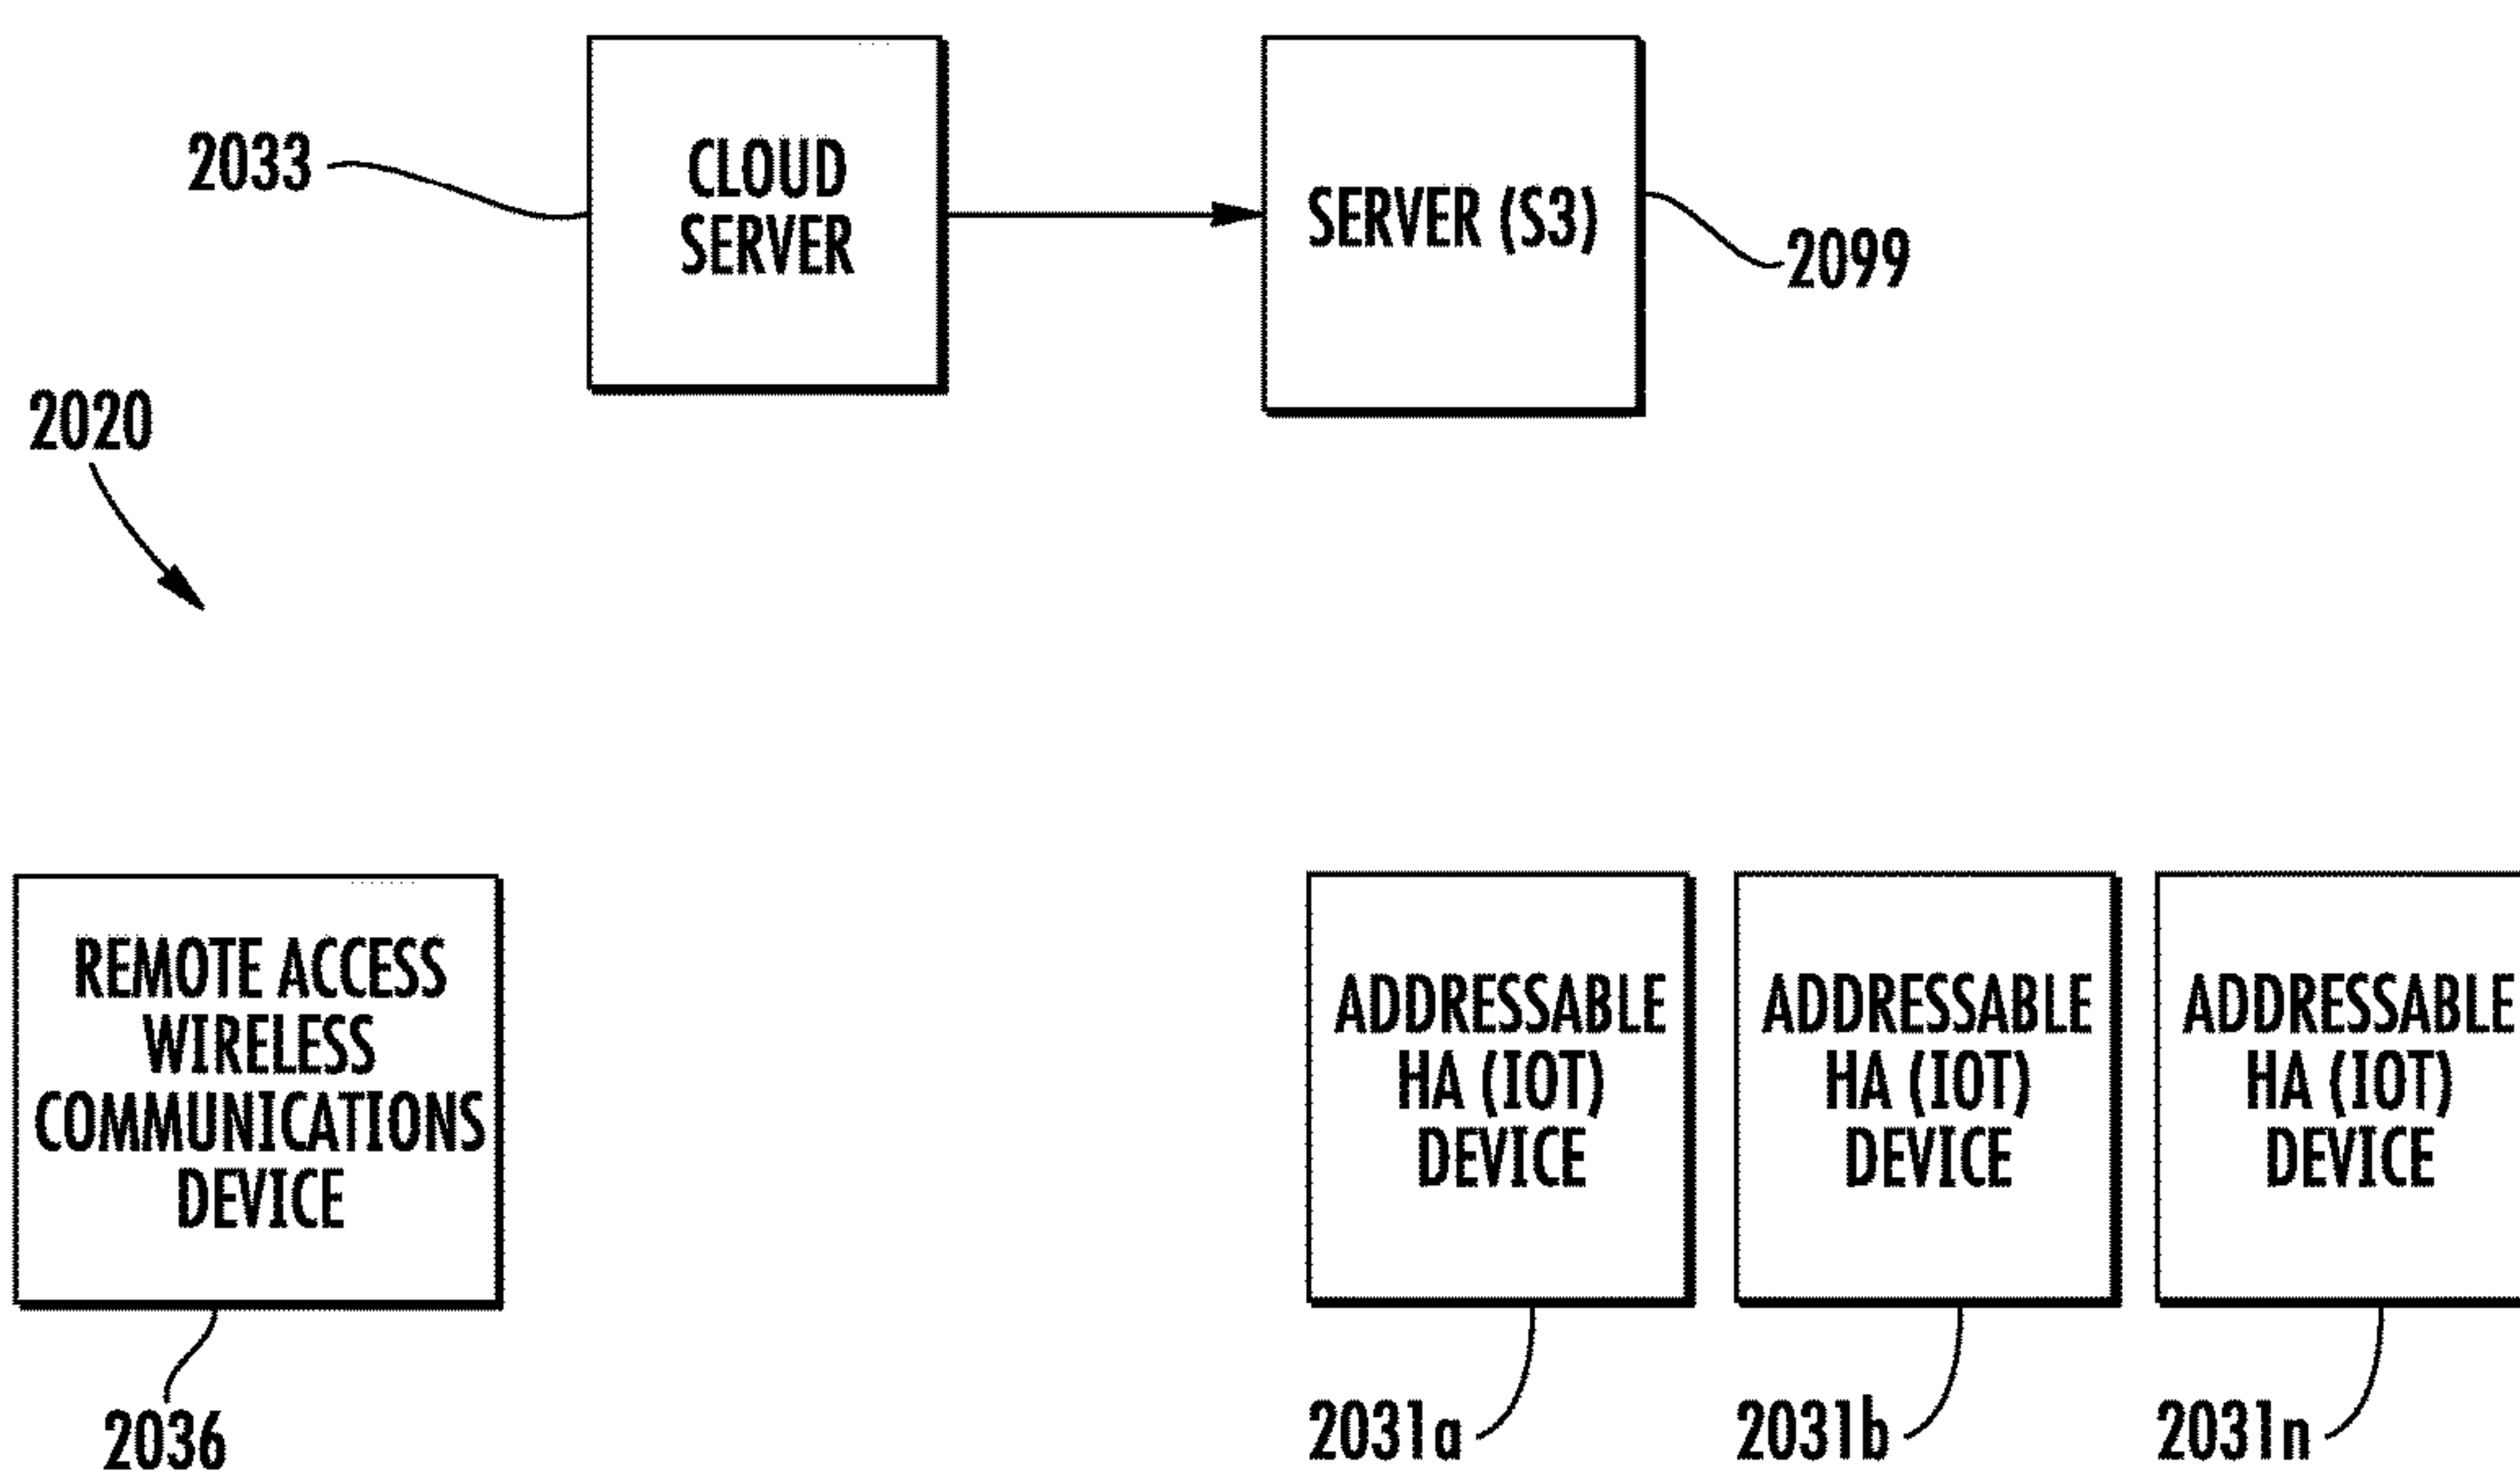 2033
CLOUD
SERVER
SERVER (S3)
2099
2020
REMOTE ACCESS
WIRELESS
COMMUNICATIONS
DEVICE
2036
ADDRESSABLE
HA (IOT)
DEVICE
2031a
ADDRESSABLE
HA (IOT)
DEVICE
2031b
ADDRESSABLE
HA (IOT)
DEVICE
2031n